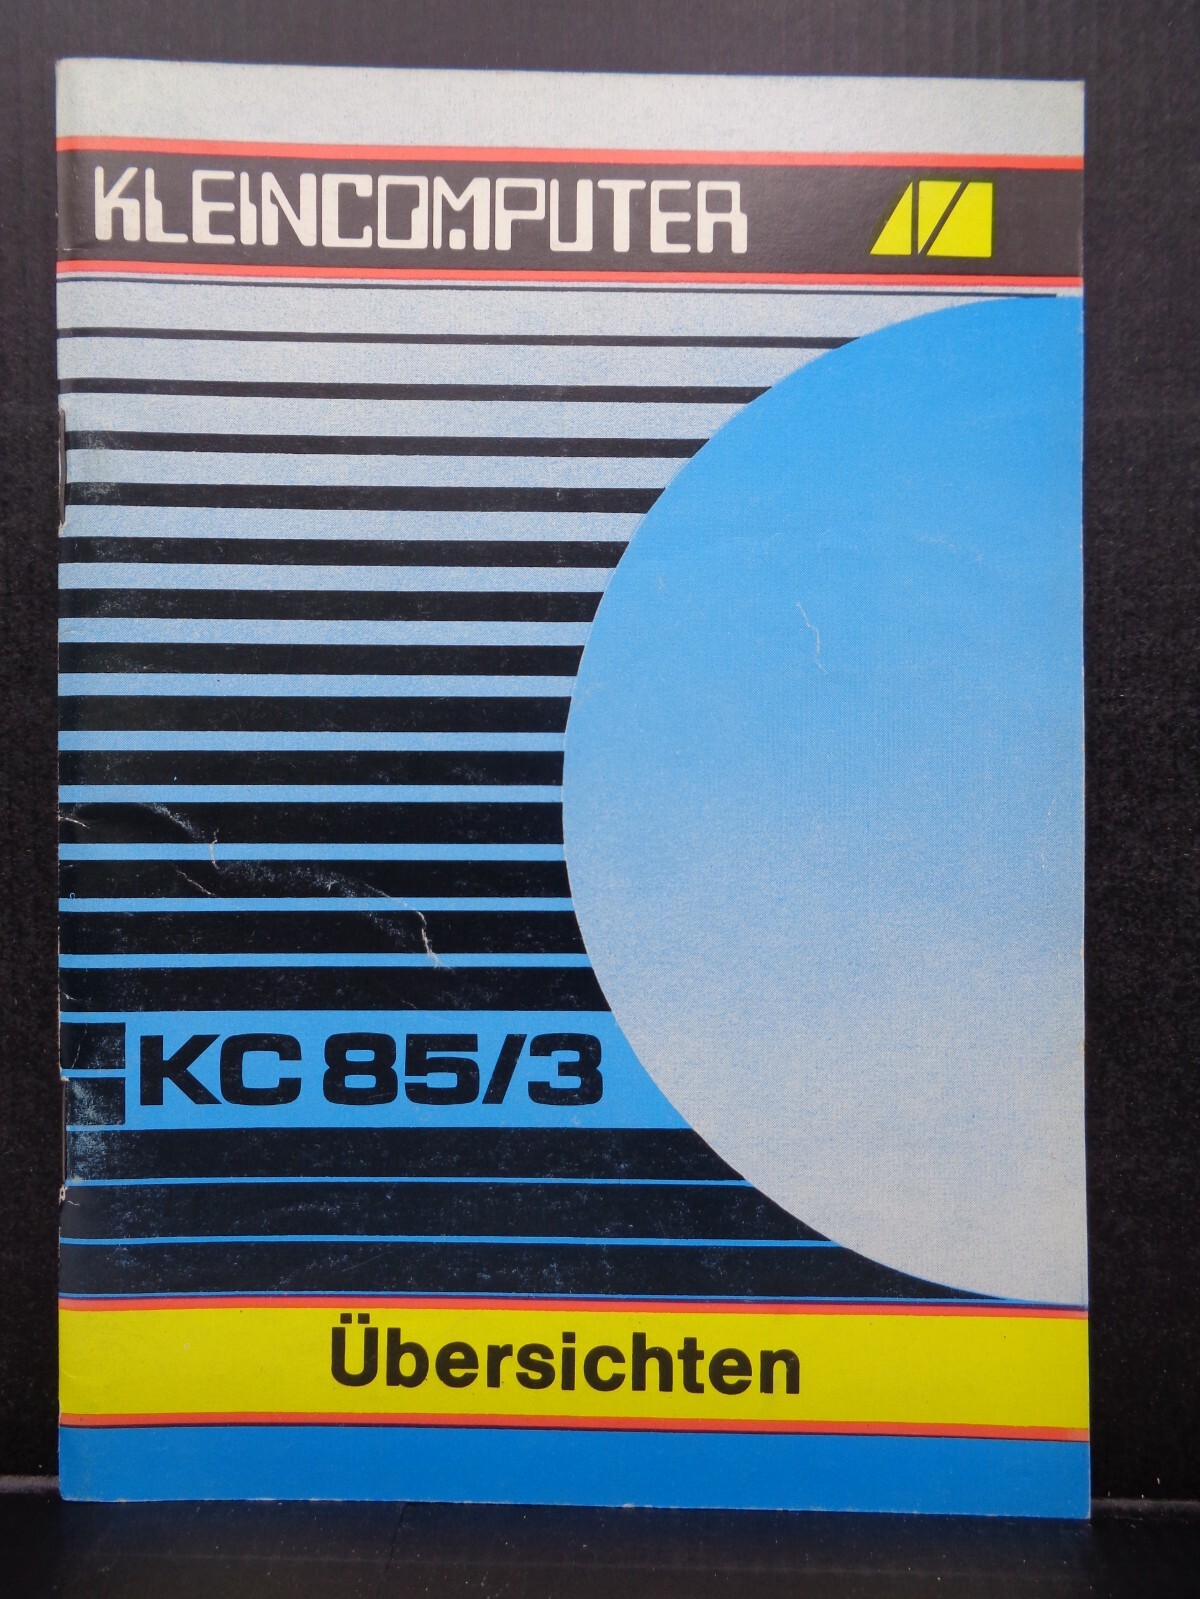 KLEINCOMPUTER
KC 85/3
Übersichten